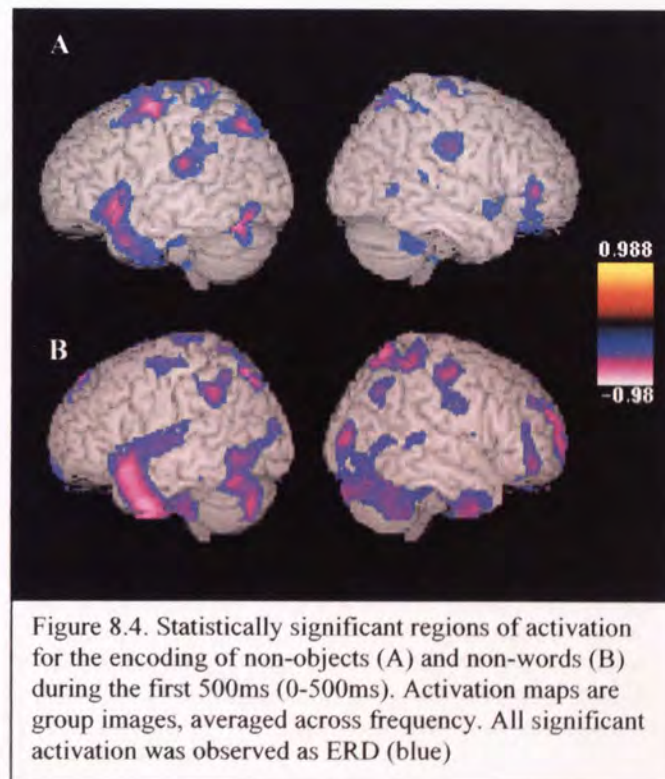 A
0.988
B
-0.98
Figure 8.4. Statistically significant regions of activation
for the encoding of non-objects (A) and non-words (B)
during the first 500ms (0-500ms). Activation maps are
group images, averaged across frequency. All significant
activation was observed as ERD (blue)